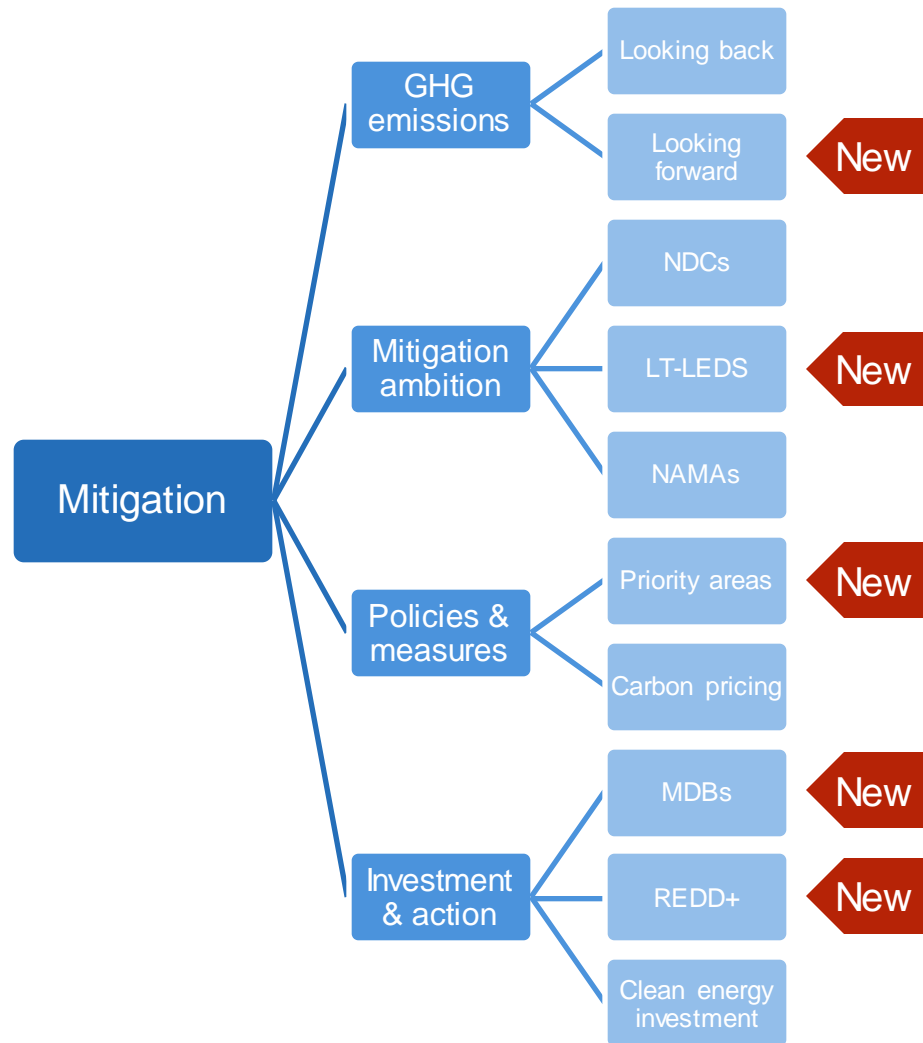 Looking back
GHG
emissions
Looking
forward
New
NDCs
Mitigation
ambition
LT-LEDS
New
NAMAs
Mitigation
Priority areas
New
Policies &
measures
Carbon pricing
MDBs
New
Investment
& action
REDD+
New
Clean energy
investment